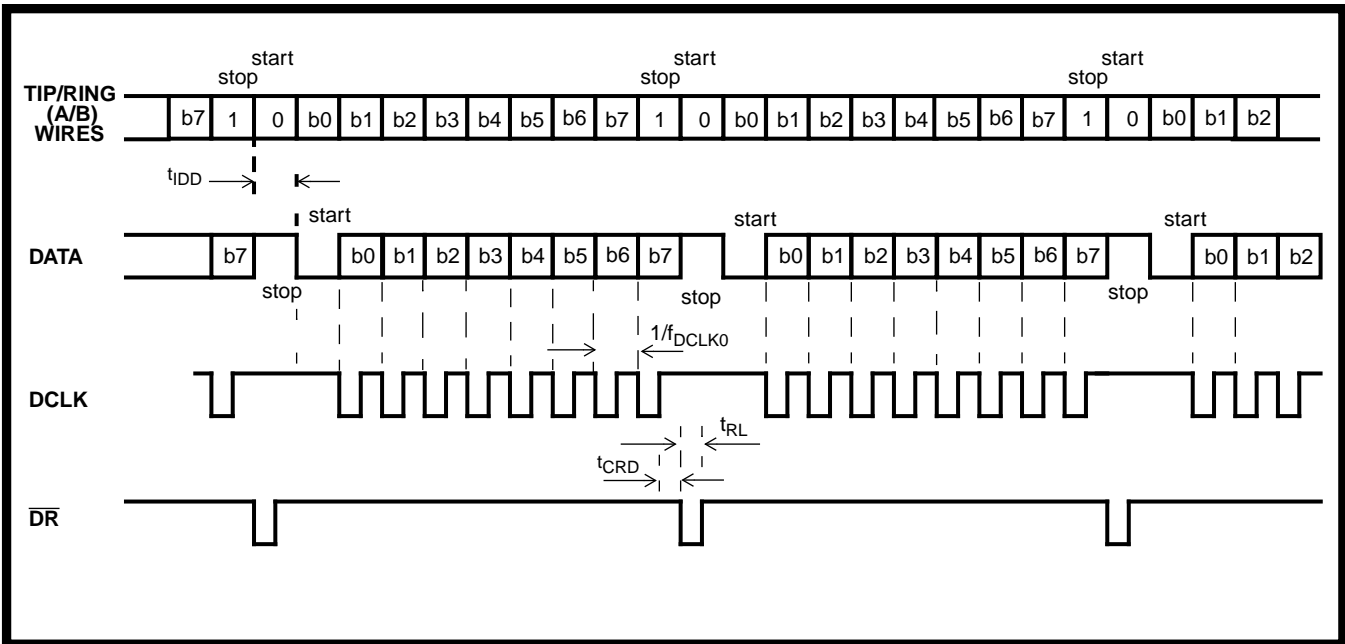 start start start
stop stop stop
TIP/RING
(A/B)
WIRES
b7 1 0 b0 b1 b2 b3 b4 b5 b6 b7 1 0 b0 b1 b2 b3 b4 b5 b6 b7 1 0 b0 b1 b2
tIDD
start start start
DATA
b7 b0 b1 b2 b3 b4 b5 b6 b7 b0 b1 b2 b3 b4 b5 b6 b7 b0 b1 b2
stop stop stop
1/fDCLK0
DCLK
tRL
tCRD
DR